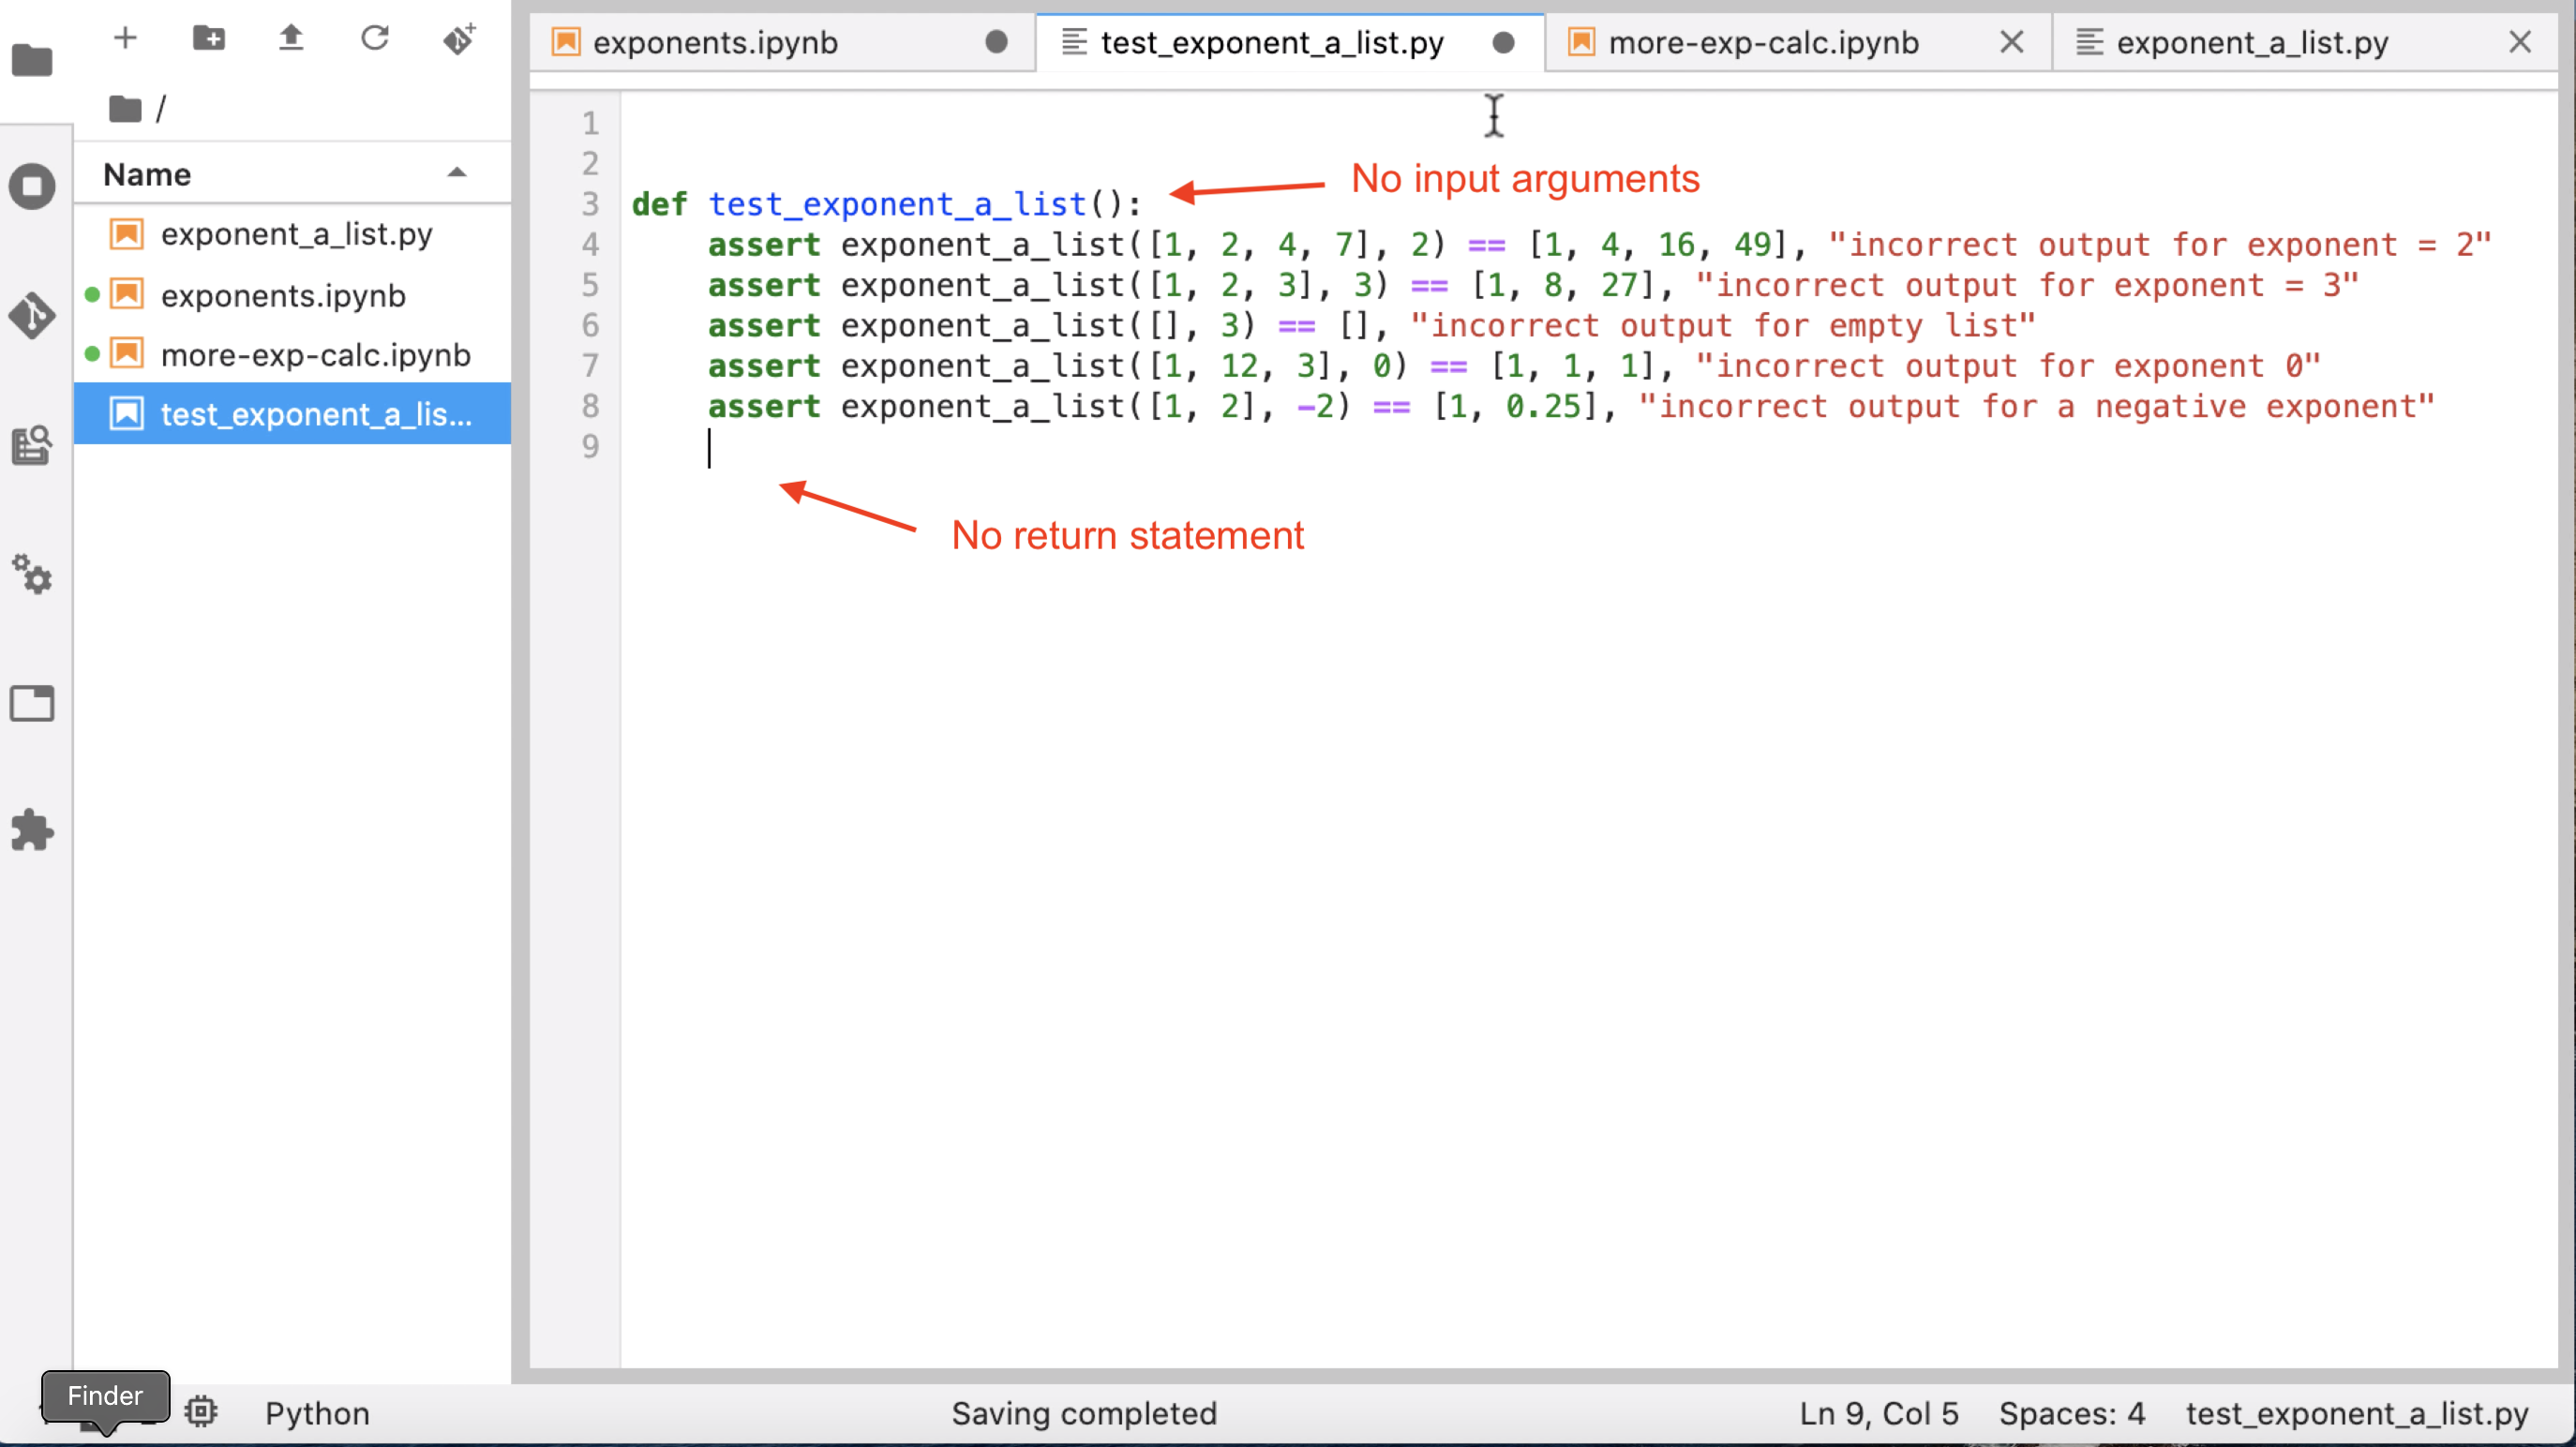 exponents.ipynb
test_exponent_a_list.py
more-exp-calc.ipynb
exponent_a_list.py
/
Name
exponent_a_list.py
exponents.ipynb
more-exp-calc.ipynb
test_exponent_a_lis...
1
2
No input arguments
3 def test_exponent_a_list():
4 assert exponent_a_list([1, 2, 4, 7], 2) == [1, 4, 16, 49], "incorrect output for exponent = 2"
5 assert exponent_a_list([1, 2, 3], 3) == [1, 8, 27], "incorrect output for exponent = 3"
6 assert exponent_a_list([], 3) == [], "incorrect output for empty list"
7 assert exponent_a_list([1, 12, 3], 0) == [1, 1, 1], "incorrect output for exponent 0"
8 assert exponent_a_list([1, 2], -2) == [1, 0.25], "incorrect output for a negative exponent"
9
No return statement
Finder
Python
Saving completed
Ln 9, Col 5
Spaces: 4
test_exponent_a_list.py